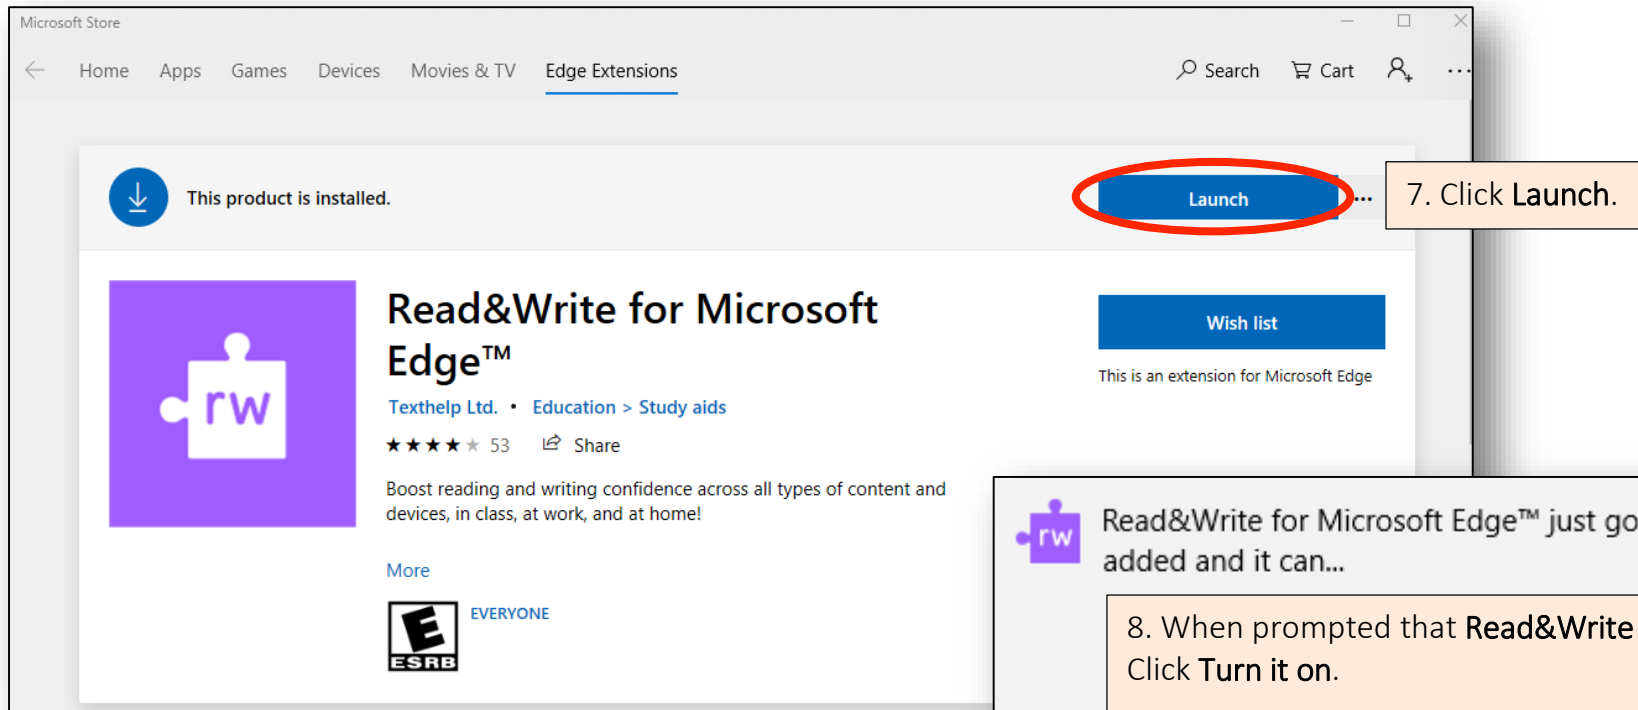 Microsoft Store
Home Apps Games Devices Movies & TV Edge Extensions Search Cart
This product is installed.
Launch
7. Click Launch.
rw
Read&Write for Microsoft
Edge™
Wish list
This is an extension for Microsoft Edge
Texthelp Ltd. • Education > Study aids
53 Share
Boost reading and writing confidence across all types of content and
devices, in class, at work, and at home!
More
E
ESRB
EVERYONE
rw
Read&Write for Microsoft Edge™ just go
added and it can...
8. When prompted that Read&Write
Click Turn it on.